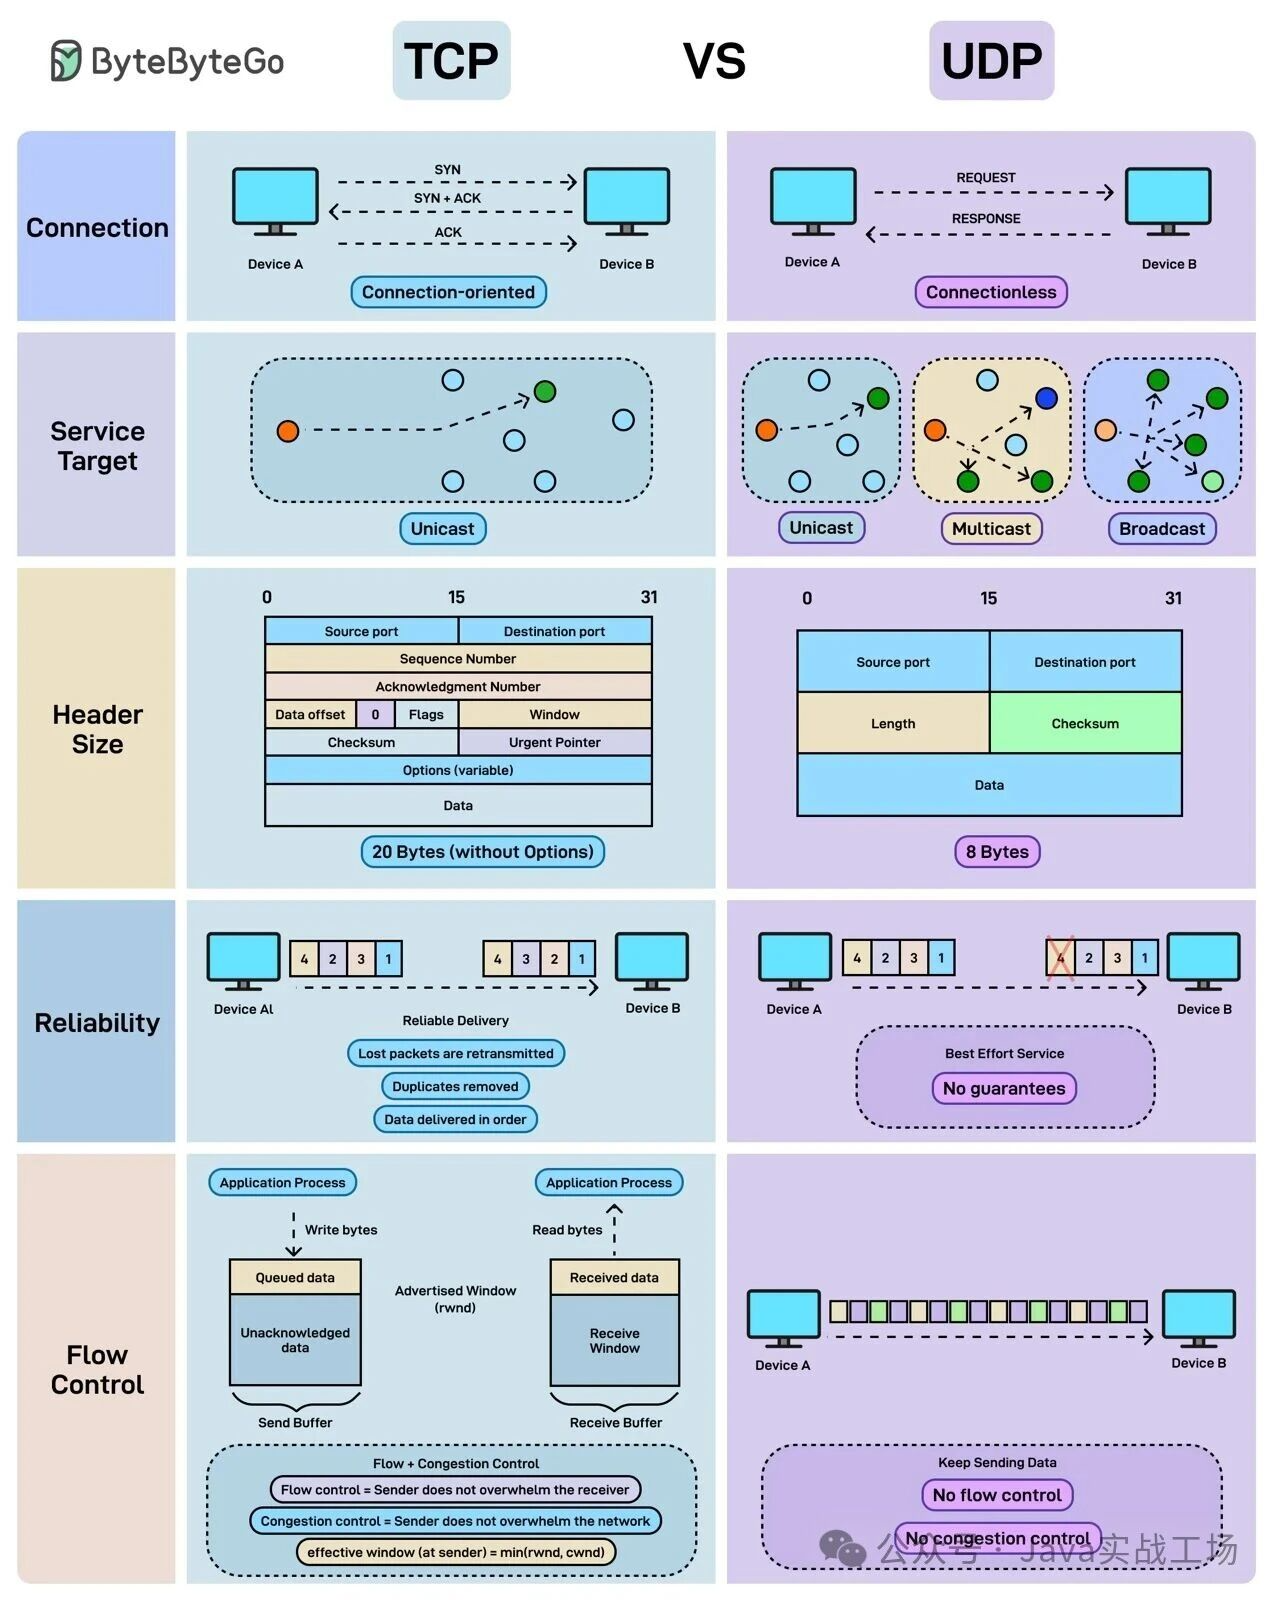 ByteByteGo
TCP
VS
UDP
Connection
SYN
SYN + ACK
ACK
Device A
Device B
Connection-oriented
REQUEST
RESPONSE
Device A
Device B
Connectionless
Service
Target
Unicast
Unicast
Multicast
Broadcast
Header
Size
0 15 31
Source port Destination port
Sequence Number
Acknowledgment Number
Data offset 0 Flags Window
Checksum Urgent Pointer
Options (variable)
Data
20 Bytes (without Options)
0 15 31
Source port Destination port
Length Checksum
Data
8 Bytes
Reliability
4 2 3 1
4 3 2 1
Device Al
Device B
Reliable Delivery
Lost packets are retransmitted
Duplicates removed
Data delivered in order
4 2 3 1
4 2 3 1
Device A
Device B
Best Effort Service
No guarantees
Flow
Control
Application Process
Application Process
Write bytes
Read bytes
Queued data
Unacknowledged
data
Advertised Window
(rwnd)
Received data
Receive
Window
Send Buffer
Receive Buffer
Flow + Congestion Control
Flow control = Sender does not overwhelm the receiver
Congestion control = Sender does not overwhelm the network
effective window (at sender) = min(rwnd, cwnd)
Device A
Device B
Keep Sending Data
No flow control
No congestion control
公众号 · Java实战工场